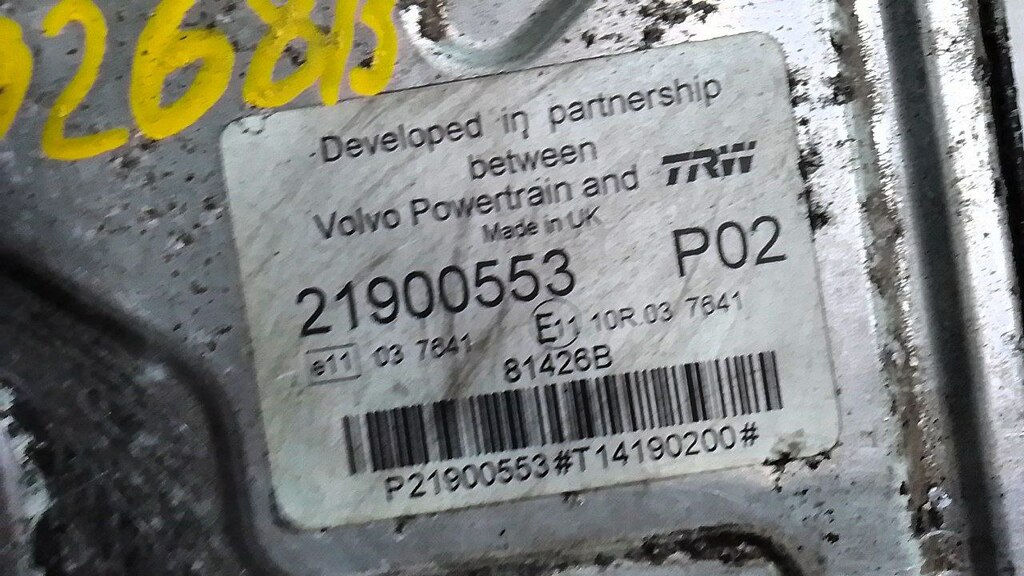 Developed in partnership
between
Volvo Powertrain and TRW
Made in UK
21900553 P02
e11 03 7641 E11 10R.03 7641
81426B
P21900553#T14190200#